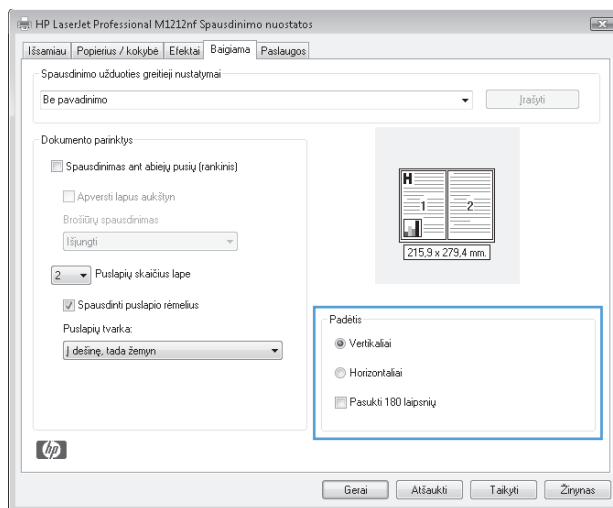 HP LaserJet Professional M1212nf Spausdinimo nuostatos
Išsamiau
Popierius / kokybė
Efektai
Baigiama
Paslaugos
Spausdinimo užduoties greitieji nustatymai
Be pavadinimo
Įrašyti
Dokumento parinktys
Spausdinimas ant abiejų pusių (rankinis)
Apversti lapus aukštyn
Brošiūrų spausdinimas
Išjungti
2 Puslapių skaičius lape
Spausdinti puslapio rėmelius
Puslapių tvarka:
Į dešinę, tada žemyn
H
1
2
215,9 x 279,4 mm.
Padėtis
Vertikaliai
Horizontaliai
Pasukti 180 laipsnių
hp
Gerai
Atšaukti
Taikyti
Žinynas